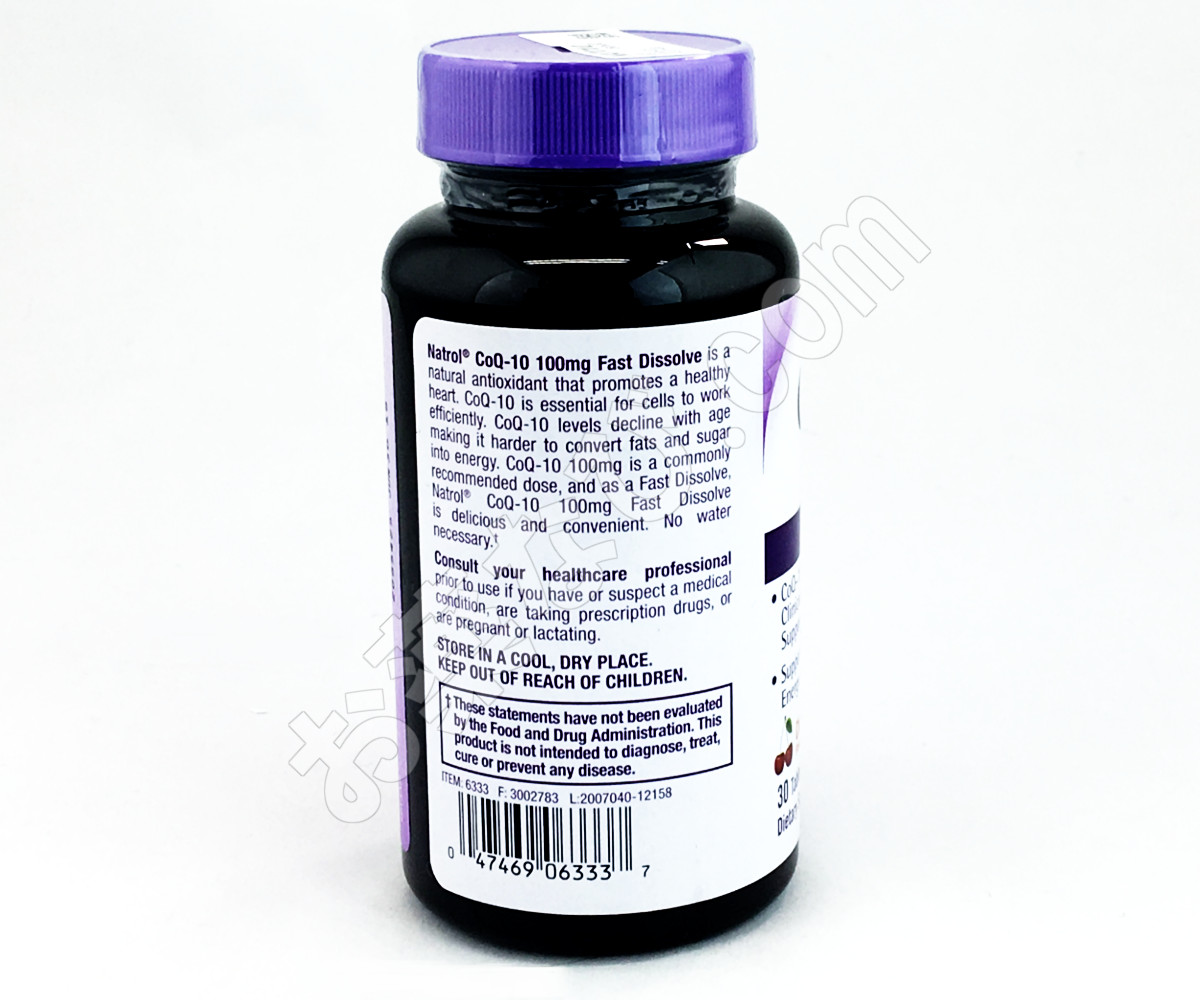 Natrol® CoQ-10 100mg Fast Dissolve is a
natural antioxidant that promotes a healthy
heart. CoQ-10 is essential for cells to work
efficiently. CoQ-10 levels decline with age
making it harder to convert fats and sugar
into energy. CoQ-10 100mg is a commonly
recommended dose, and as a Fast Dissolve,
Natrol® CoQ-10 100mg Fast Dissolve
is delicious and convenient. No water
necessary.†
Consult your healthcare professional
prior to use if you have or suspect a medical
condition, are taking prescription drugs, or
are pregnant or lactating.
STORE IN A COOL, DRY PLACE.
KEEP OUT OF REACH OF CHILDREN.
† These statements have not been evaluated
by the Food and Drug Administration. This
product is not intended to diagnose, treat,
cure or prevent any disease.
ITEM. 6333 F: 3002783 L:2007040-12158
0 47469 06333 7
30
お薬なび.com